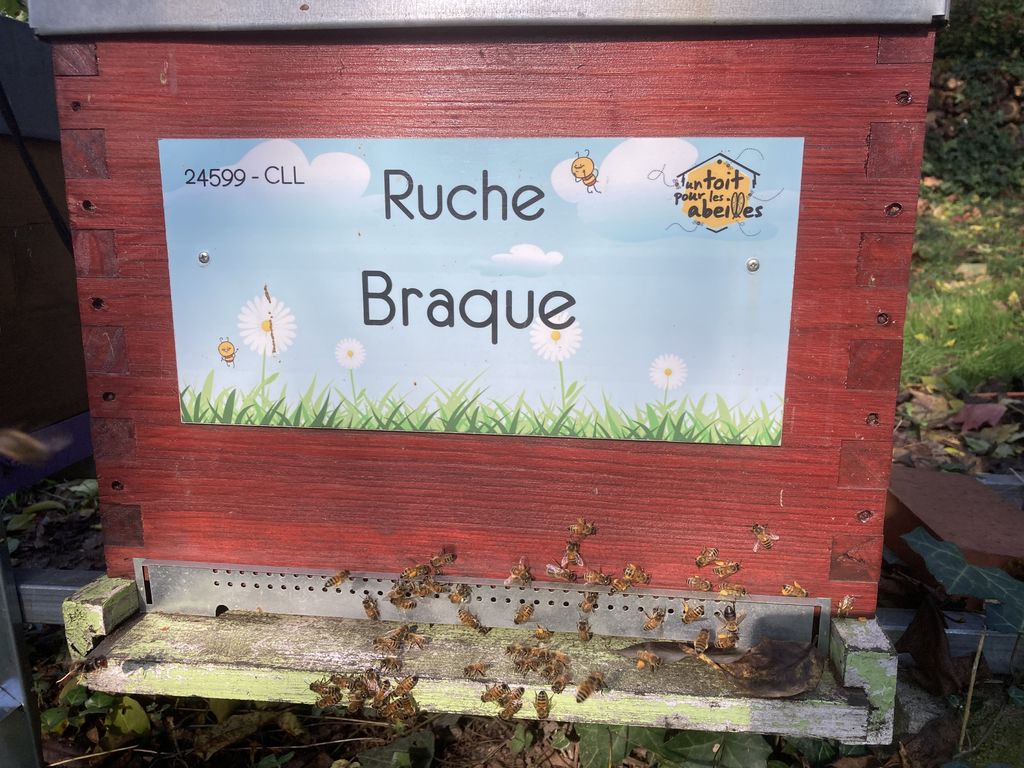 24599 - CLL
Ruche
Braque
un toit
pour les
abeilles